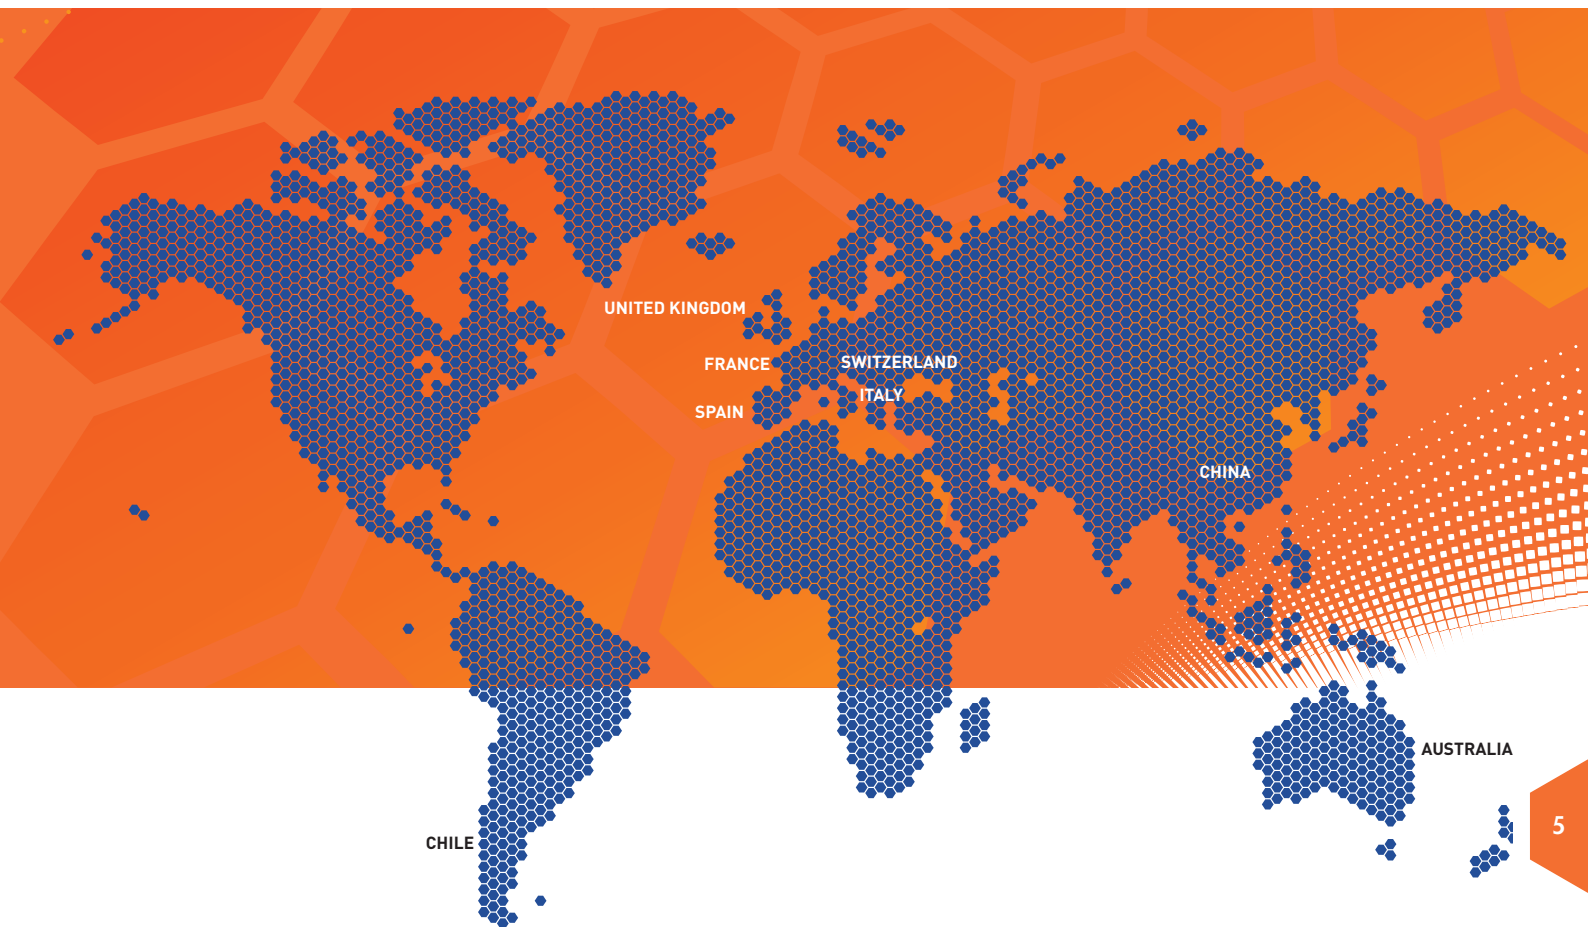 UNITED KINGDOM
FRANCE
SWITZERLAND
ITALY
SPAIN
CHINA
AUSTRALIA
5
CHILE